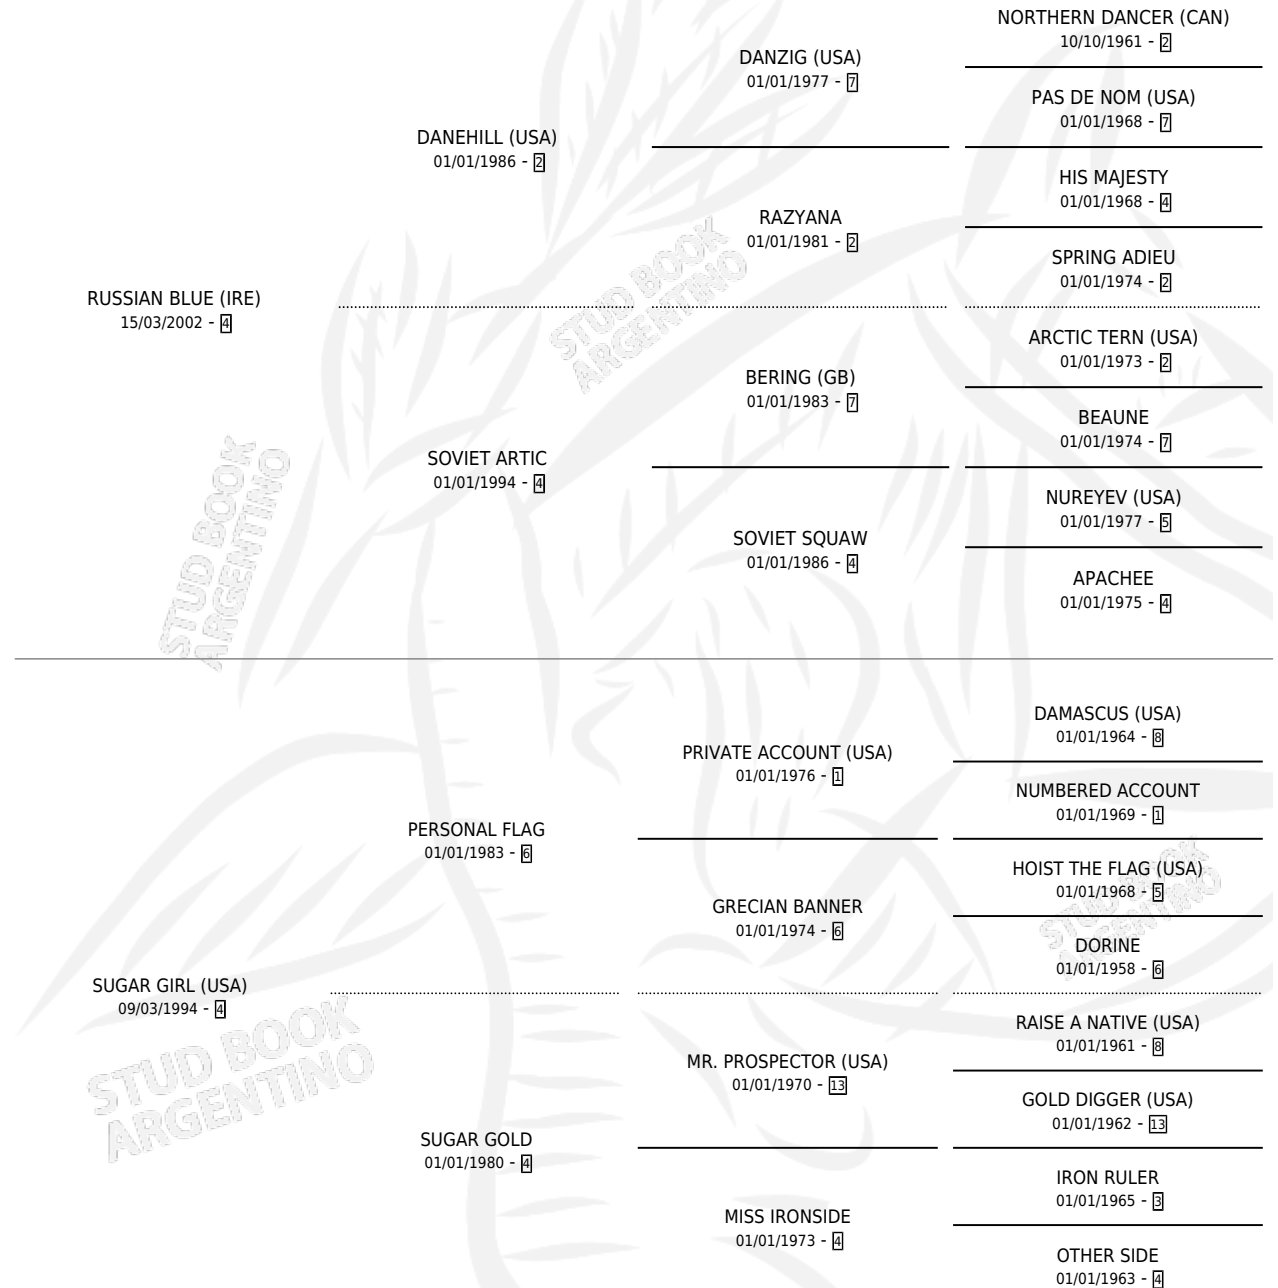 NORTHERN DANCER (CAN)
10/10/1961 - 2
DANZIG (USA)
01/01/1977 - 7
PAS DE NOM (USA)
01/01/1968 - 7
DANEHILL (USA)
01/01/1986 - 2
HIS MAJESTY
01/01/1968 - 4
RAZYANA
01/01/1981 - 2
SPRING ADIEU
01/01/1974 - 2
RUSSIAN BLUE (IRE)
15/03/2002 - 4
ARCTIC TERN (USA)
01/01/1973 - 2
BERING (GB)
01/01/1983 - 7
BEAUNE
01/01/1974 - 7
SOVIET ARTIC
01/01/1994 - 4
NUREYEV (USA)
01/01/1977 - 5
SOVIET SQUAW
01/01/1986 - 4
APACHEE
01/01/1975 - 4
DAMASCUS (USA)
01/01/1964 - 8
PRIVATE ACCOUNT (USA)
01/01/1976 - 1
NUMBERED ACCOUNT
01/01/1969 - 1
PERSONAL FLAG
01/01/1983 - 6
HOIST THE FLAG (USA)
01/01/1968 - 5
GRECIAN BANNER
01/01/1974 - 6
DORINE
01/01/1958 - 6
SUGAR GIRL (USA)
09/03/1994 - 4
RAISE A NATIVE (USA)
01/01/1961 - 8
MR. PROSPECTOR (USA)
01/01/1970 - 13
GOLD DIGGER (USA)
01/01/1962 - 13
SUGAR GOLD
01/01/1980 - 4
IRON RULER
01/01/1965 - 3
MISS IRONSIDE
01/01/1973 - 4
OTHER SIDE
01/01/1963 - 4
STUD BOOK
ARGENTINO
STUD BOOK
ARGENTINO
STUD BOOK
ARGENTINO
STUD BOOK
ARGENTINO